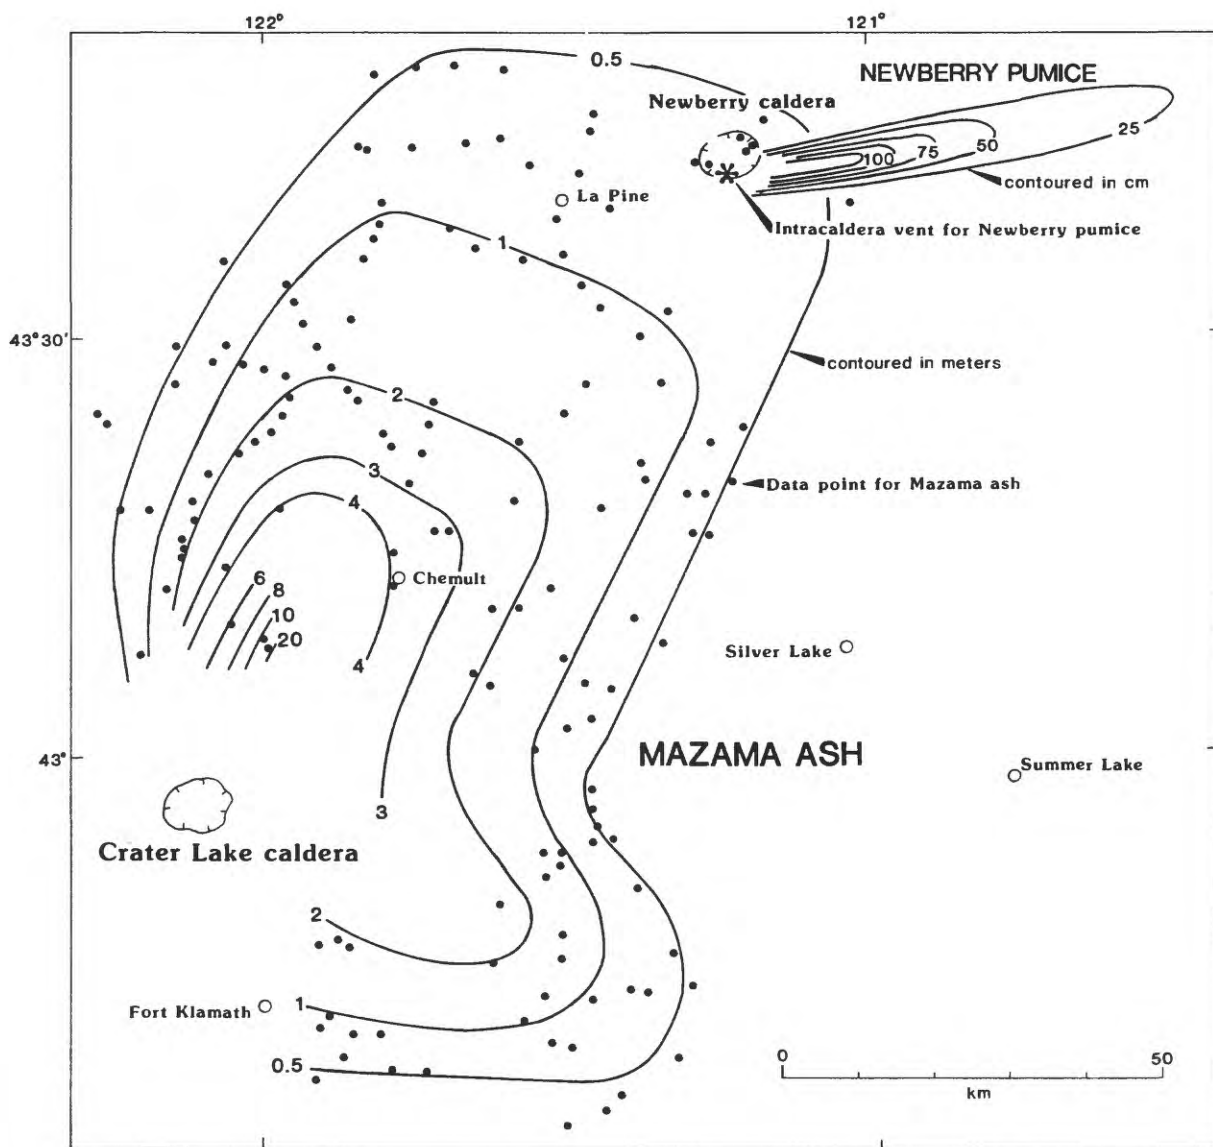 122°
121°
0.5
NEWBERRY PUMICE
Newberry caldera
25
50
75
100
contoured in cm
La Pine
Intracaldera vent for Newberry pumice
1
43°30'
contoured in meters
2
3
Data point for Mazama ash
4
Chemult
6
8
10
20
4
Silver Lake
43°
MAZAMA ASH
Summer Lake
3
Crater Lake caldera
2
Fort Klamath
1
0.5
0
50
km